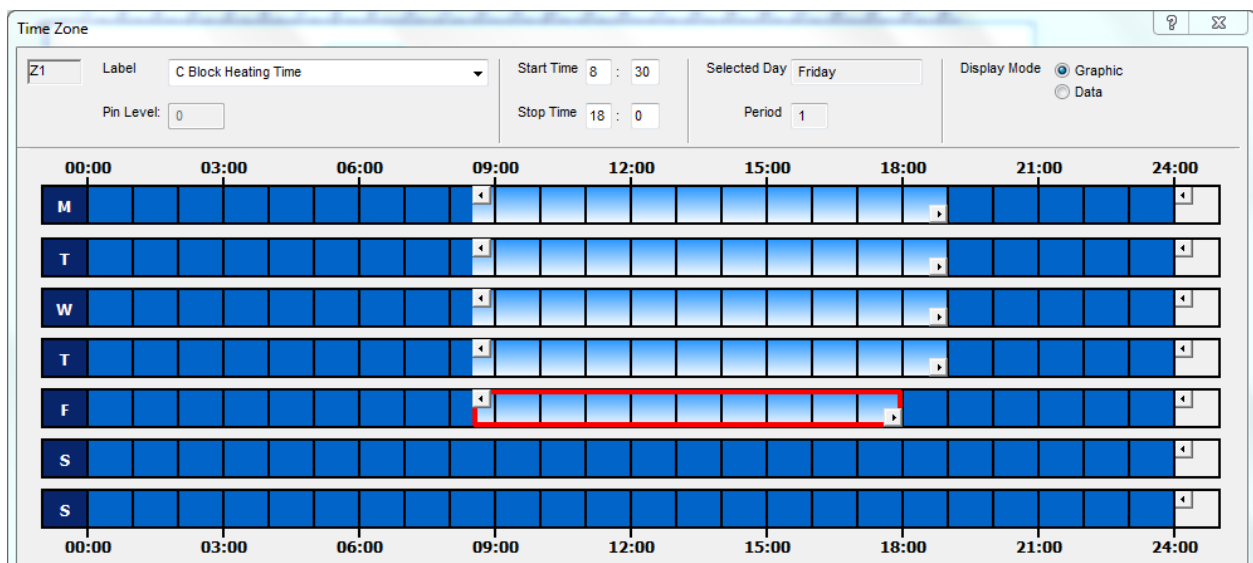 Time Zone
Z1 Label C Block Heating Time Start Time 8 : 30 Selected Day Friday Display Mode Graphic
Data
Pin Level: 0 Stop Time 18 : 0 Period 1
00:00 03:00 06:00 09:00 12:00 15:00 18:00 21:00 24:00
M
T
W
T
F
S
S
00:00 03:00 06:00 09:00 12:00 15:00 18:00 21:00 24:00